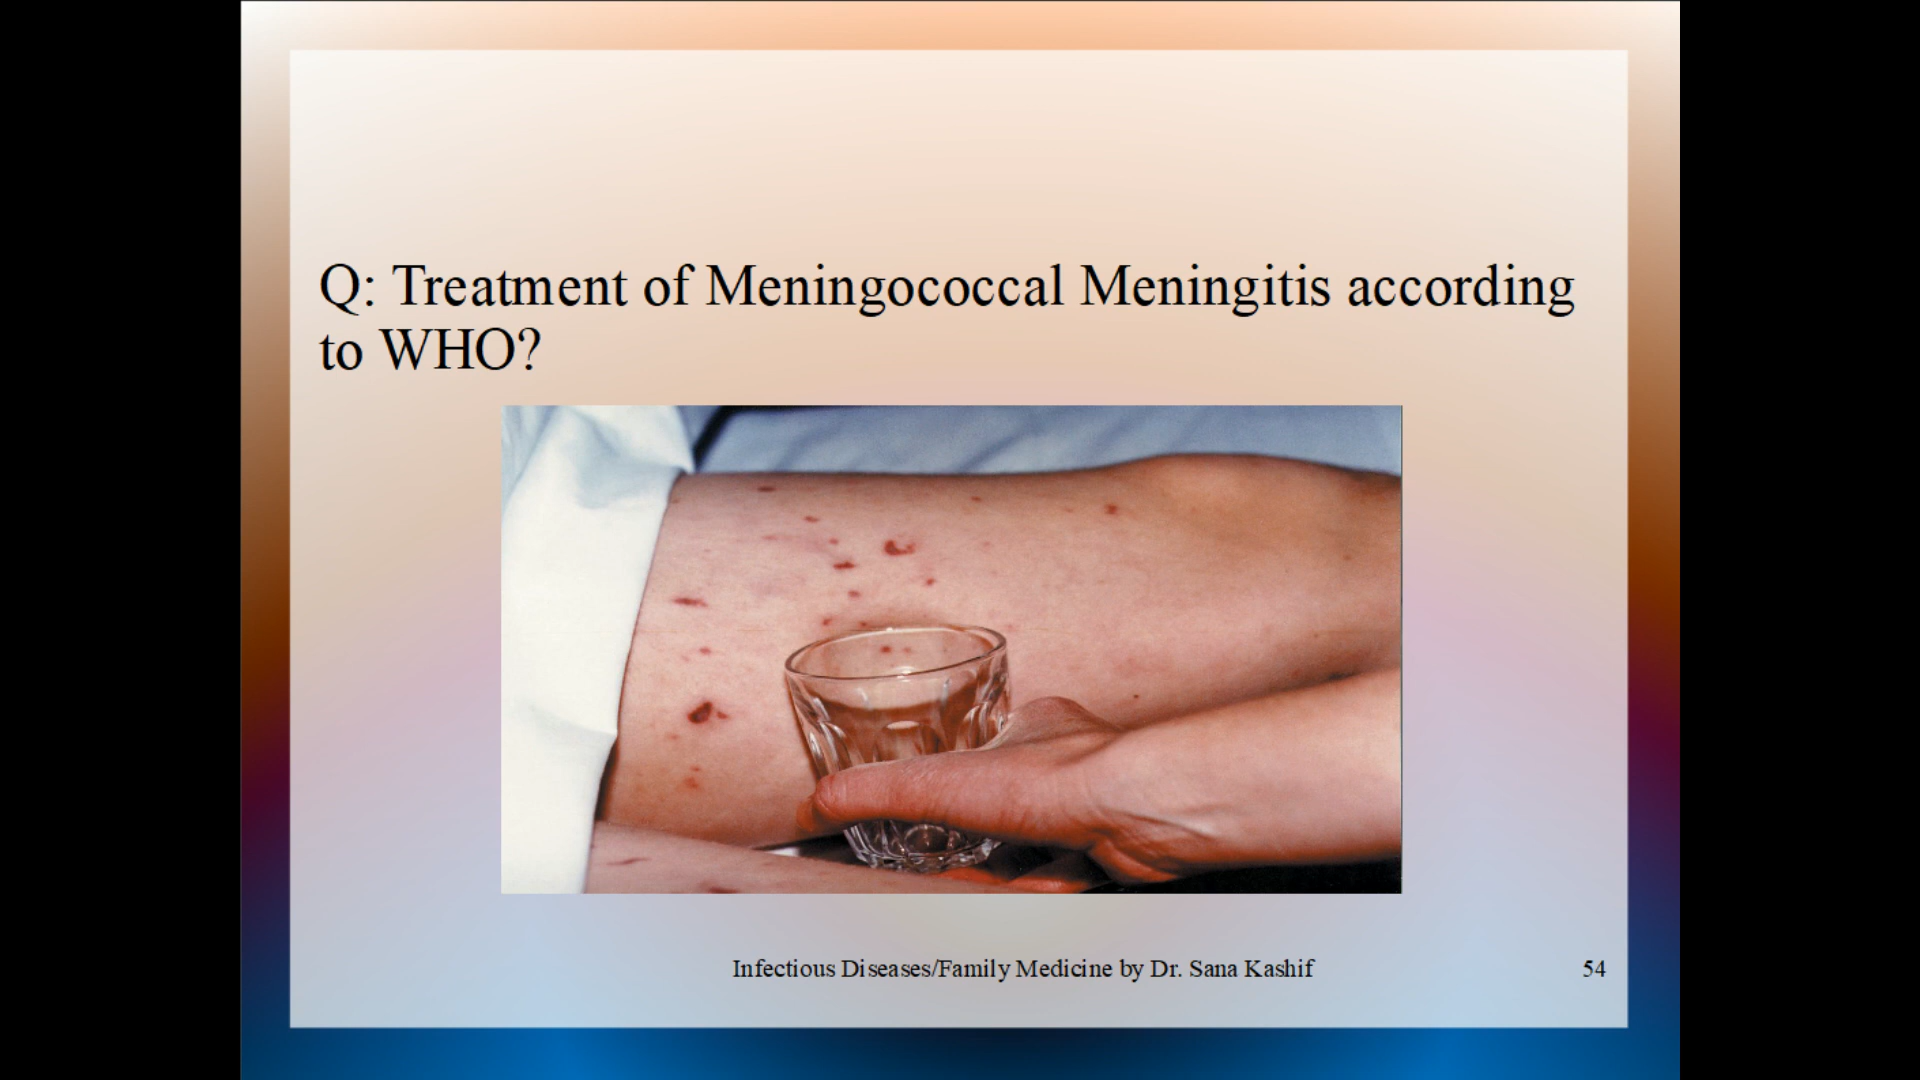 Q: Treatment of Meningococcal Meningitis according
to WHO?
Infectious Diseases/Family Medicine by Dr. Sana Kashif
54